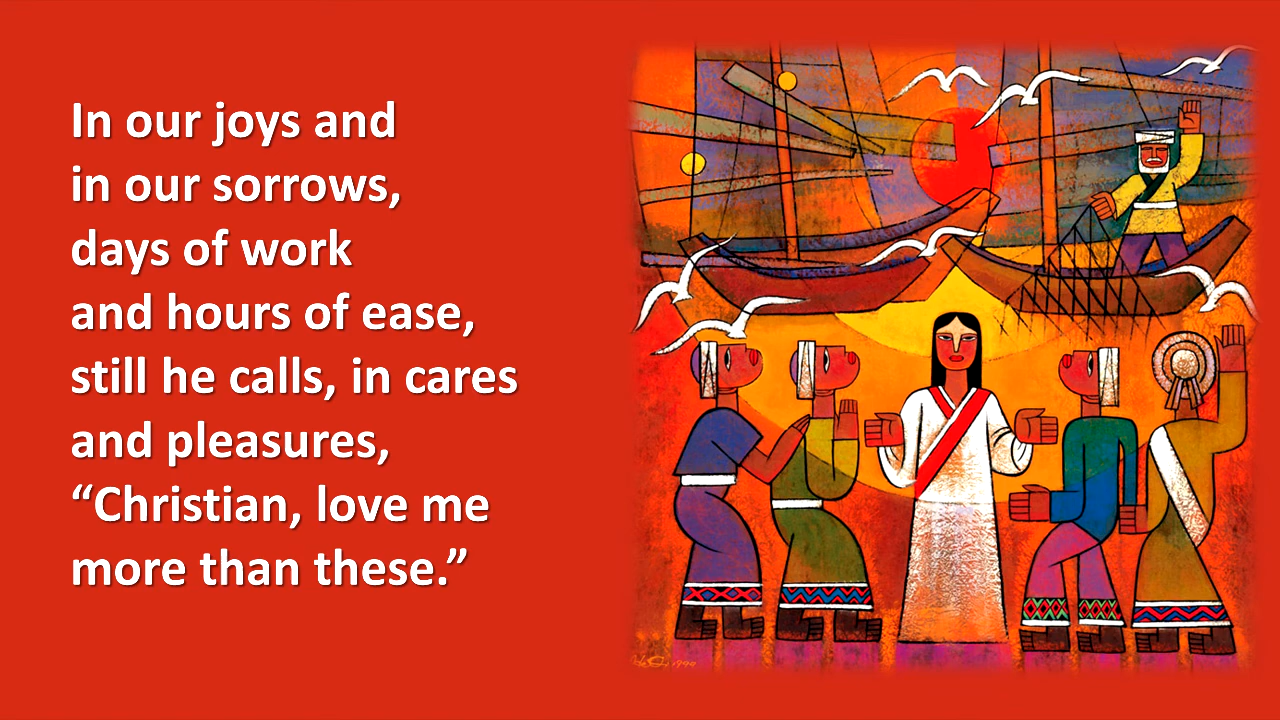 In our joys and
in our sorrows,
days of work
and hours of ease,
still he calls, in cares
and pleasures,
“Christian, love me
more than these.”